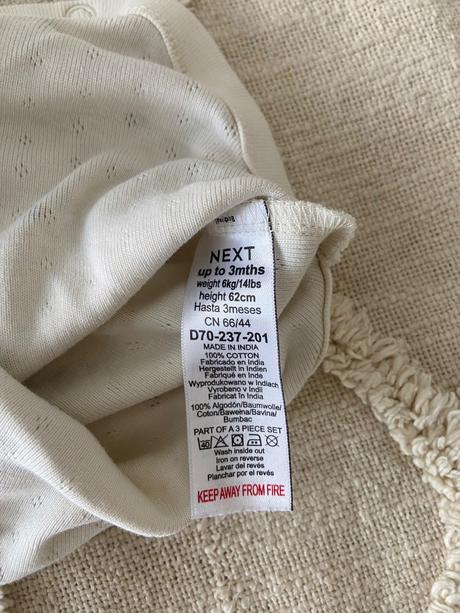 NEXT
up to 3mths
weight 6kg/14lbs
height 62cm
Hasta 3meses
CN 66/44
D70-237-201
MADE IN INDIA
100% COTTON
Fabricado en Indio
Hergestellt in Indien
Fabriqué en Inde
Wyprodukowano w Indiach
Vyrobeno v Indii
Fabricat în India
100% Algodón/Baumwolle/
Coton/Bawełna/Bavlna/
Bumbac
PART OF A 3 PIECE SET
40
Wash inside out
Iron on reverse
Lavar del revés
Planchar por el revés
KEEP AWAY FROM FIRE